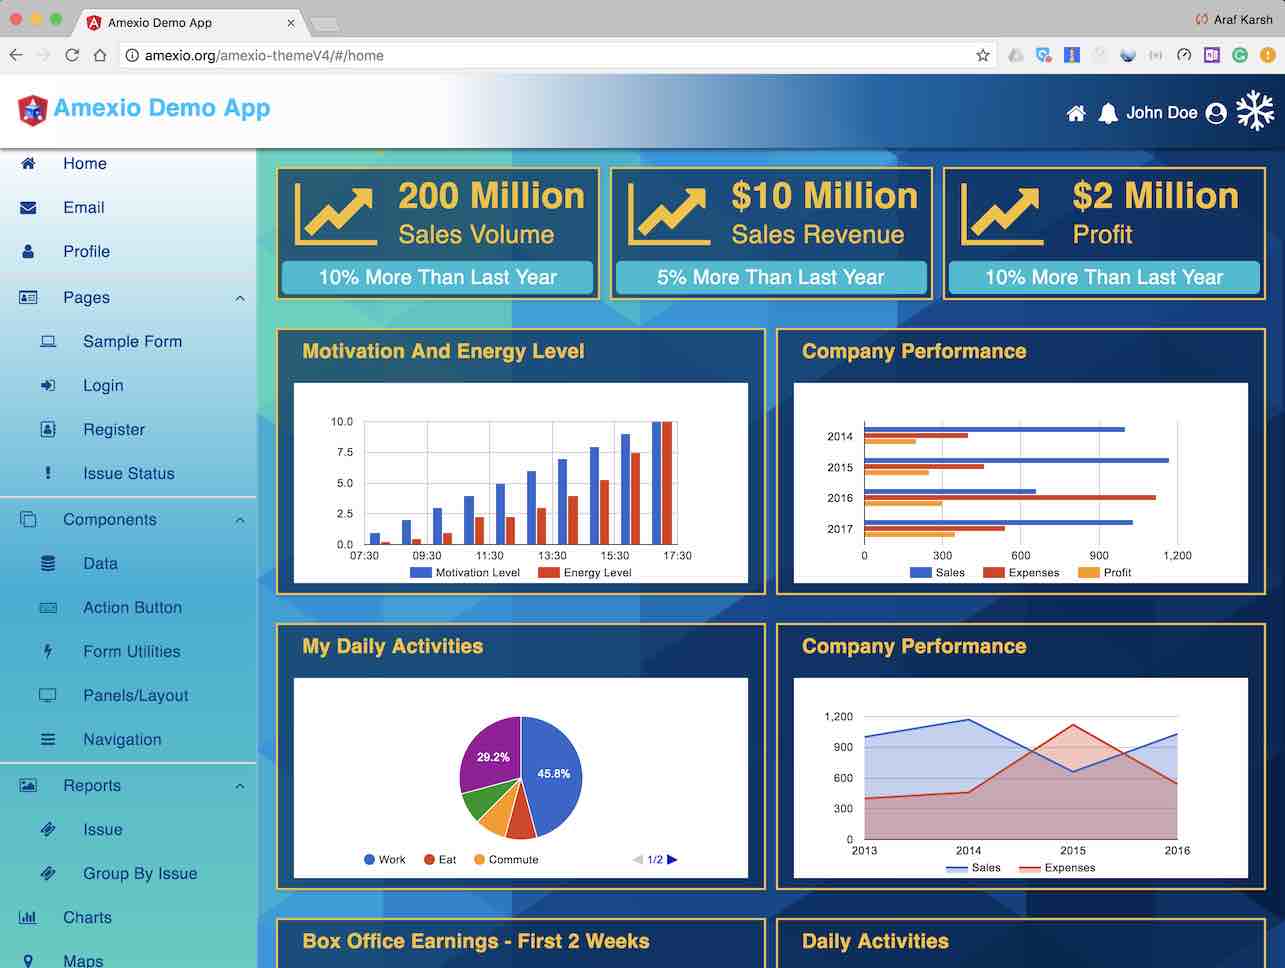 Amexio Demo App
Araf Karsh
amexio.org/amexio-themeV4/#/home
Amexio Demo App
John Doe
Home
Email
Profile
Pages
Sample Form
Login
Register
Issue Status
Components
Data
Action Button
Form Utilities
Panels/Layout
Navigation
Reports
Issue
Group By Issue
Charts
Maps
200 Million
Sales Volume
10% More Than Last Year
$10 Million
Sales Revenue
5% More Than Last Year
$2 Million
Profit
10% More Than Last Year
Motivation And Energy Level
10.0
7.5
5.0
2.5
0.0
07:30 09:30 11:30 13:30 15:30 17:30
Motivation Level Energy Level
Company Performance
2014
2015
2016
2017
0 300 600 900 1,200
Sales Expenses Profit
My Daily Activities
29.2%
45.8%
Work Eat Commute 1/2
Company Performance
1,200
900
600
300
0
2013 2014 2015 2016
Sales Expenses
Box Office Earnings - First 2 Weeks
Daily Activities